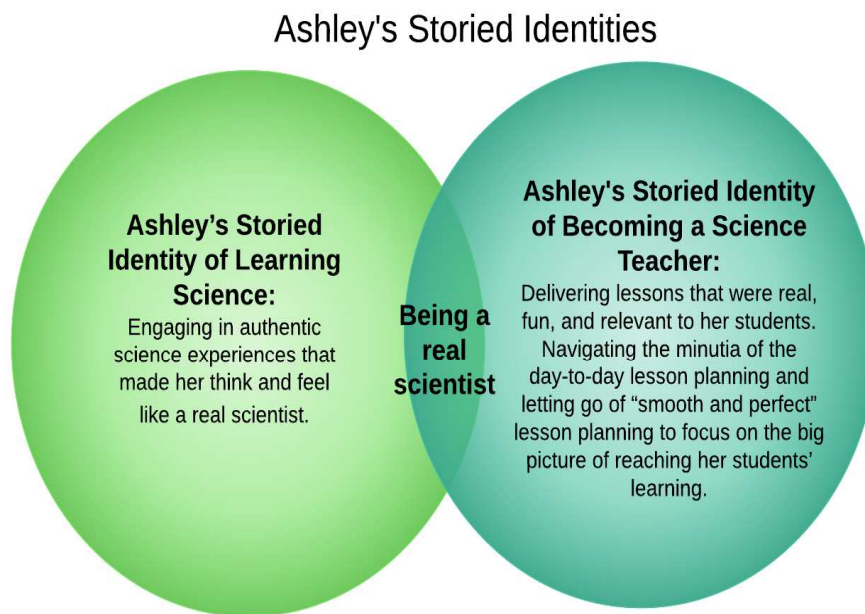 Ashley's Storied Identities
Ashley’s Storied
Identity of Learning
Science:
Engaging in authentic
science experiences that
made her think and feel
like a real scientist.
Being a
real
scientist
Ashley's Storied Identity
of Becoming a Science
Teacher:
Delivering lessons that were real,
fun, and relevant to her students.
Navigating the minutia of the
day-to-day lesson planning and
letting go of “smooth and perfect”
lesson planning to focus on the big
picture of reaching her students’
learning.